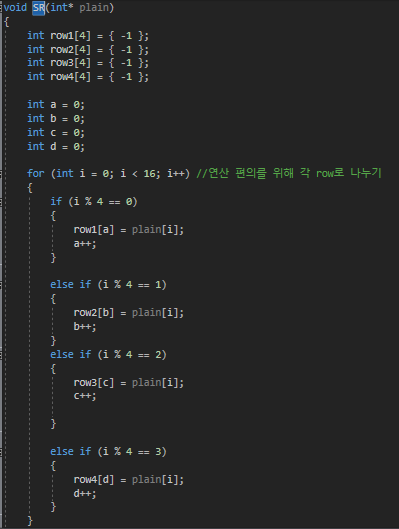 void SR(int* plain)
{
int row1[4] = { -1 };
int row2[4] = { -1 };
int row3[4] = { -1 };
int row4[4] = { -1 };
int a = 0;
int b = 0;
int c = 0;
int d = 0;
for (int i = 0; i < 16; i++) //연산 편의를 위해 각 row로 나누기
{
if (i % 4 == 0)
{
row1[a] = plain[i];
a++;
}
else if (i % 4 == 1)
{
row2[b] = plain[i];
b++;
}
else if (i % 4 == 2)
{
row3[c] = plain[i];
c++;
}
else if (i % 4 == 3)
{
row4[d] = plain[i];
d++;
}
}